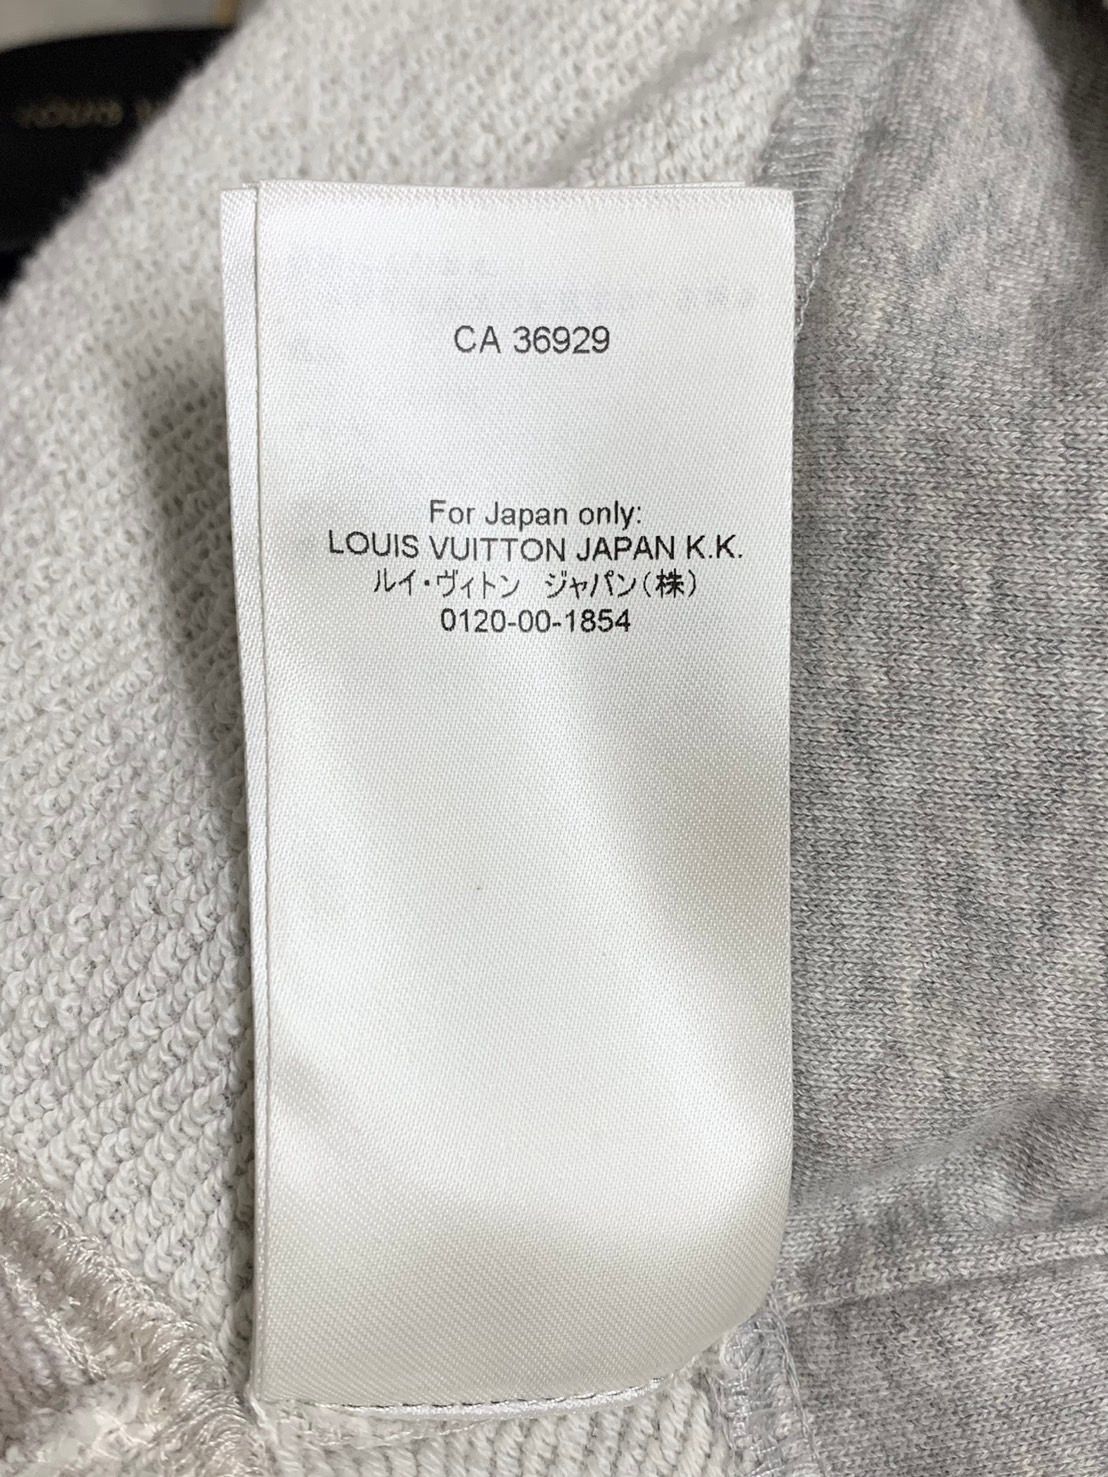 CA 36929
For Japan only:
LOUIS VUITTON JAPAN K.K.
ルイ・ヴィトン ジャパン(株)
0120-00-1854